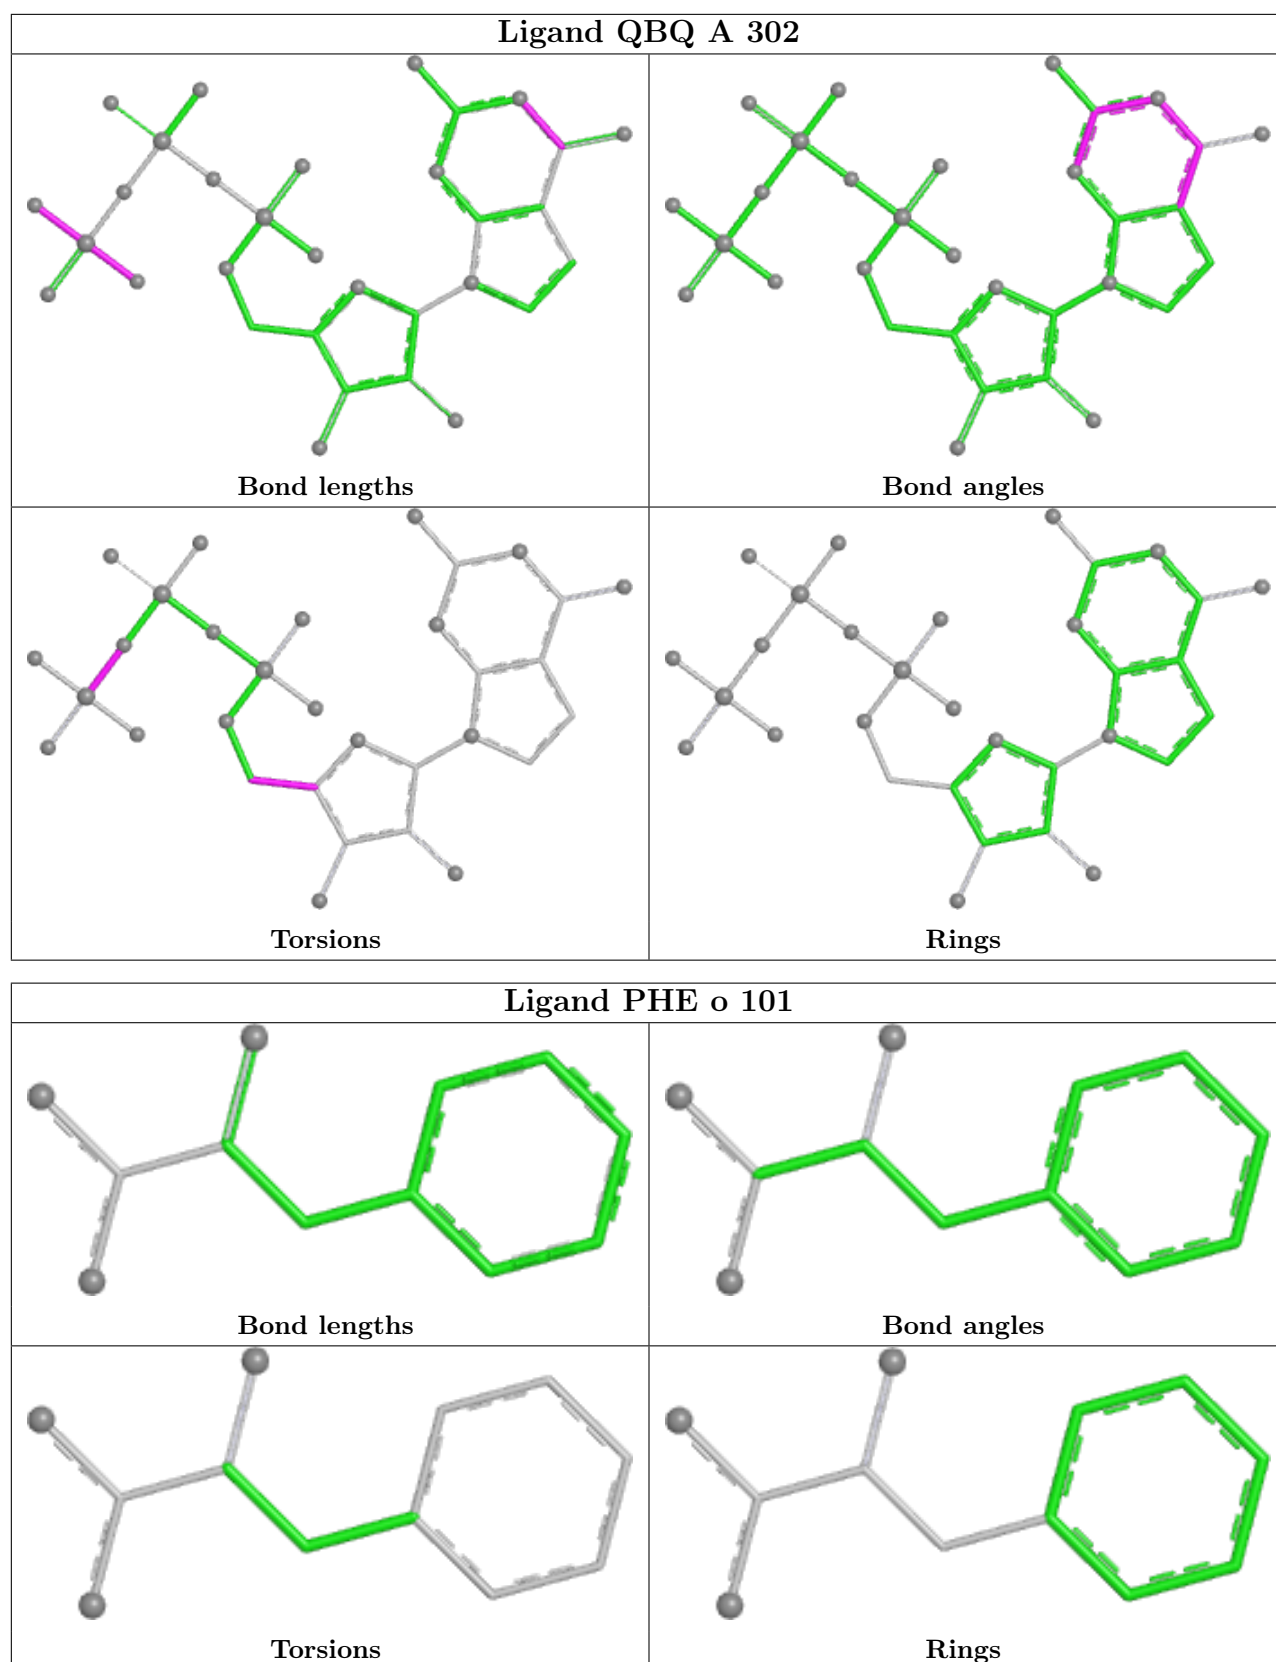 Ligand QBQ A 302
Bond lengths
Bond angles
Torsions
Rings
Ligand PHE o 101
Bond lengths
Bond angles
Torsions
Rings